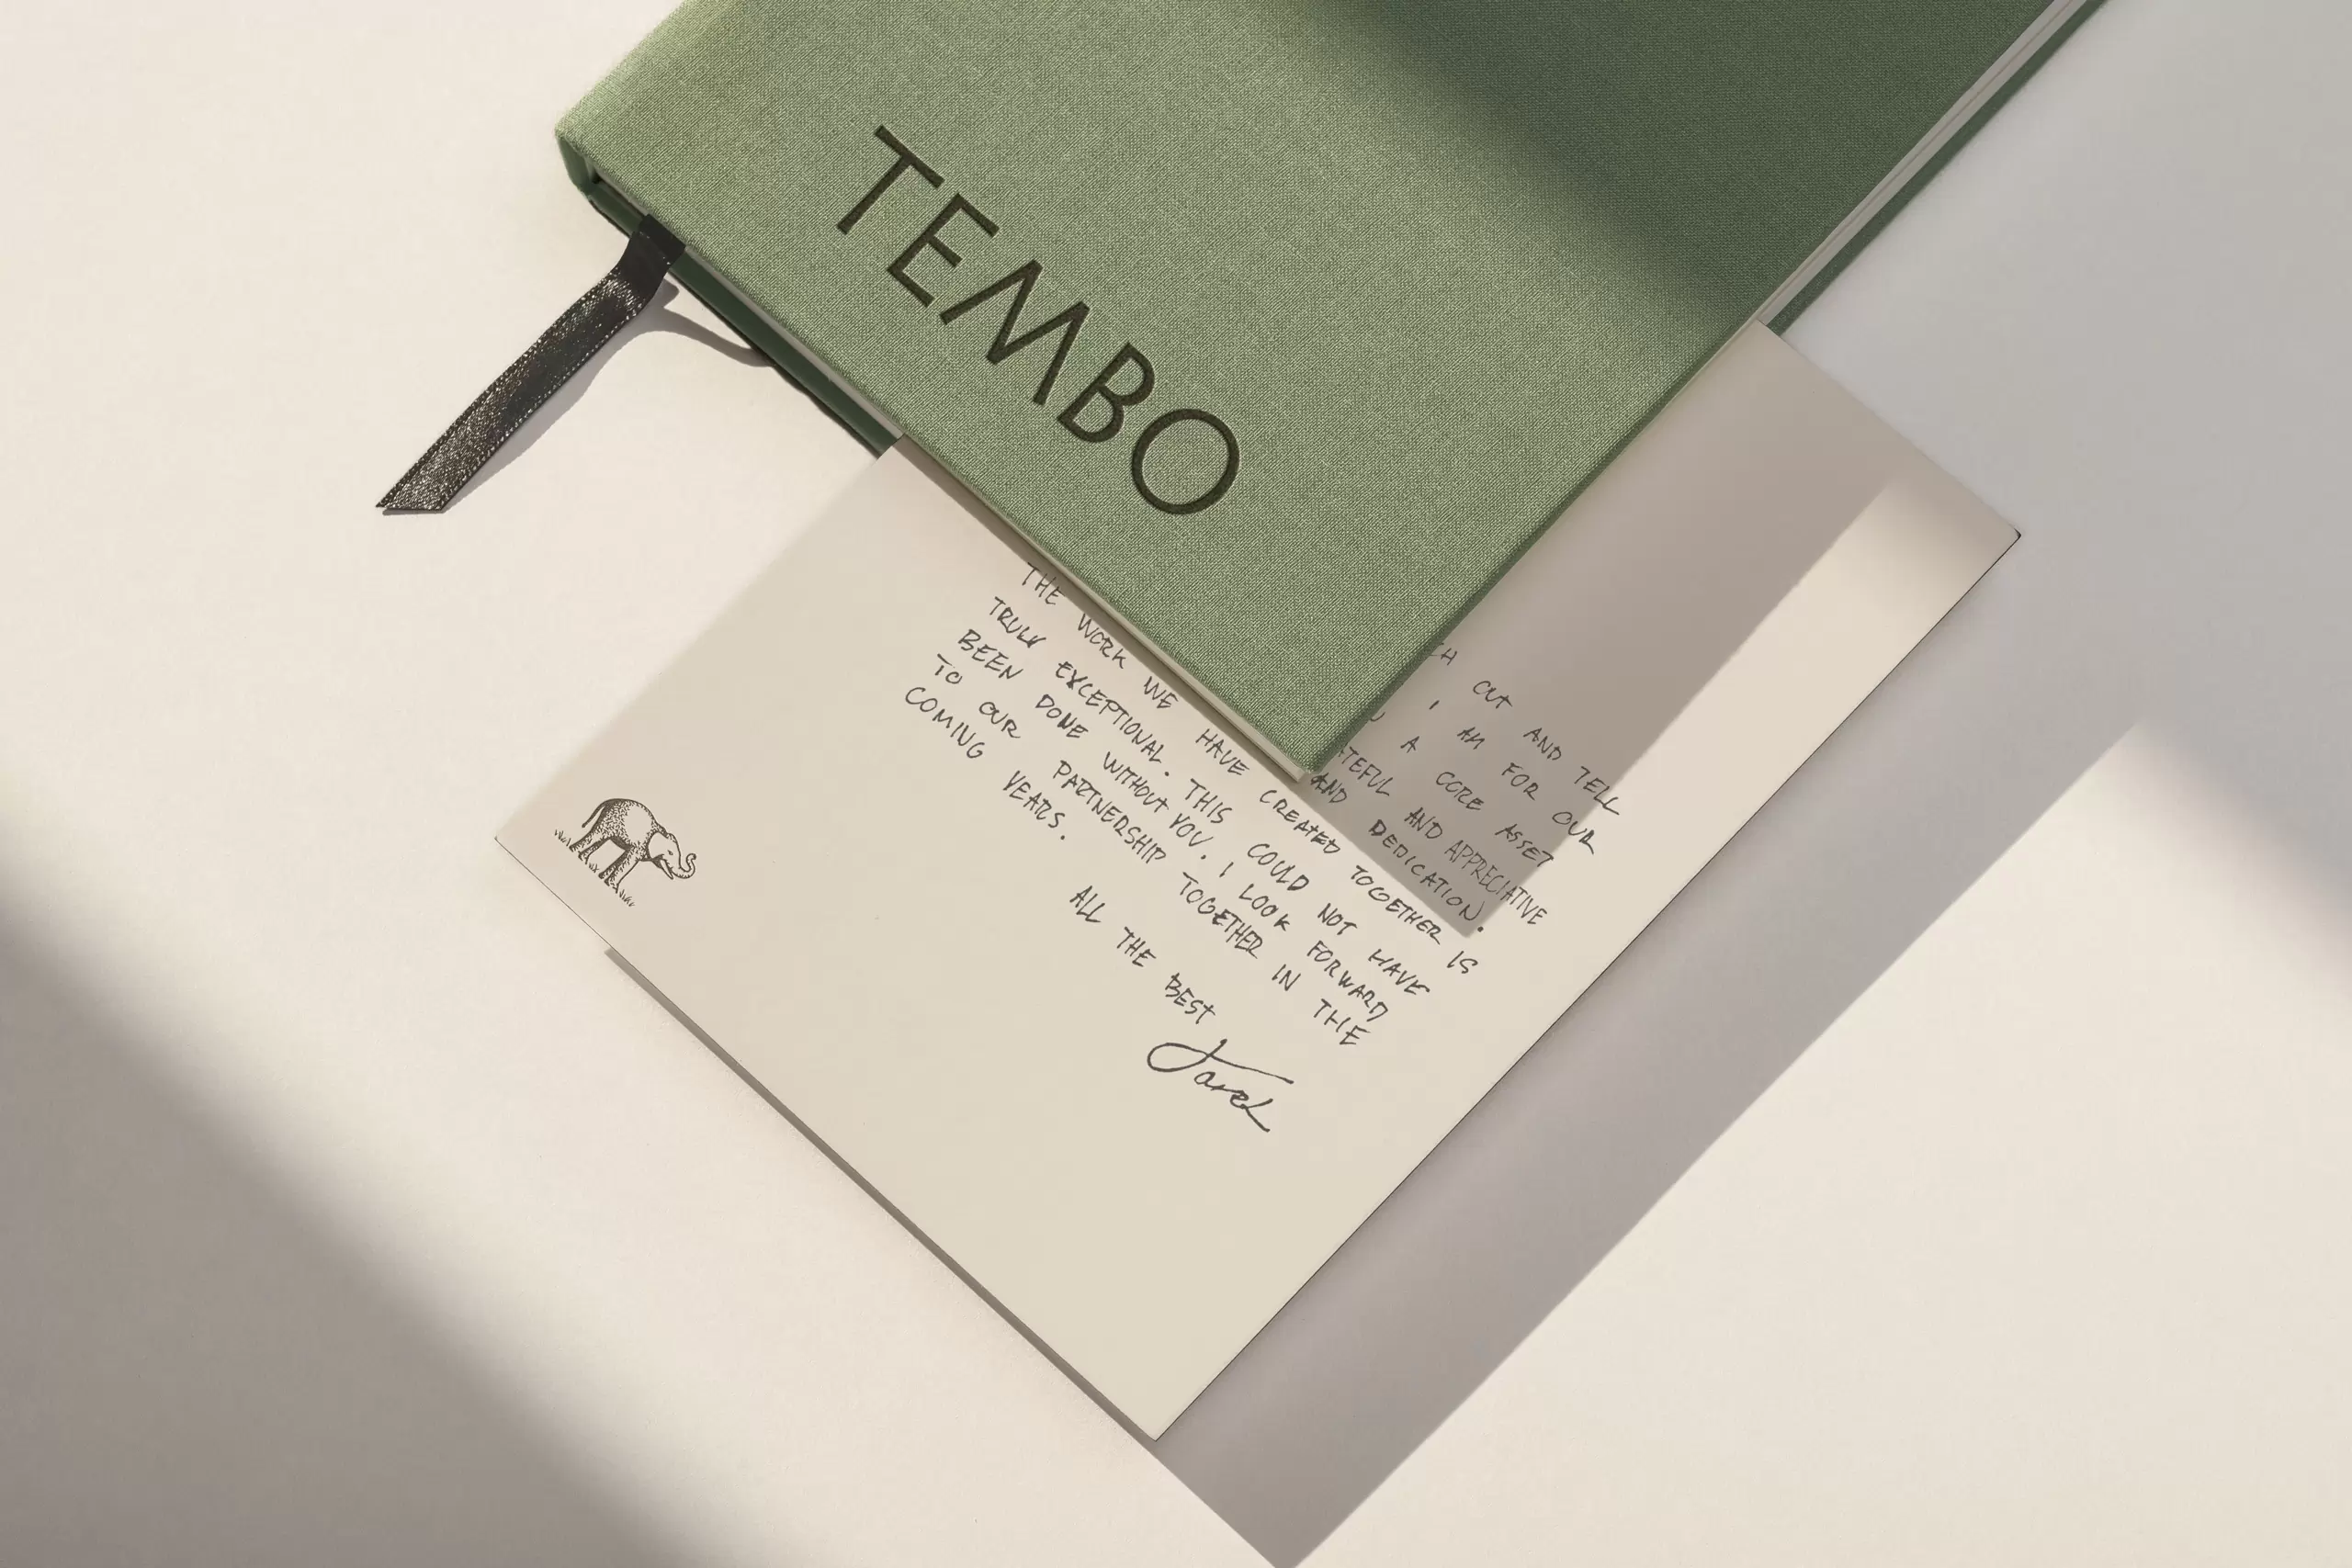 TEMBO
OUT AND TELL
I AM FOR OUR
A CORE ASSET
AND APPRECIATIVE
AND DEDICATION.
THE WORK WE HAVE CREATED TOGETHER IS
TRULY EXCEPTIONAL. THIS COULD NOT HAVE
BEEN DONE WITHOUT YOU. I LOOK FORWARD
TO OUR PARTNERSHIP TOGETHER IN THE
COMING YEARS.
ALL THE BEST
Jared